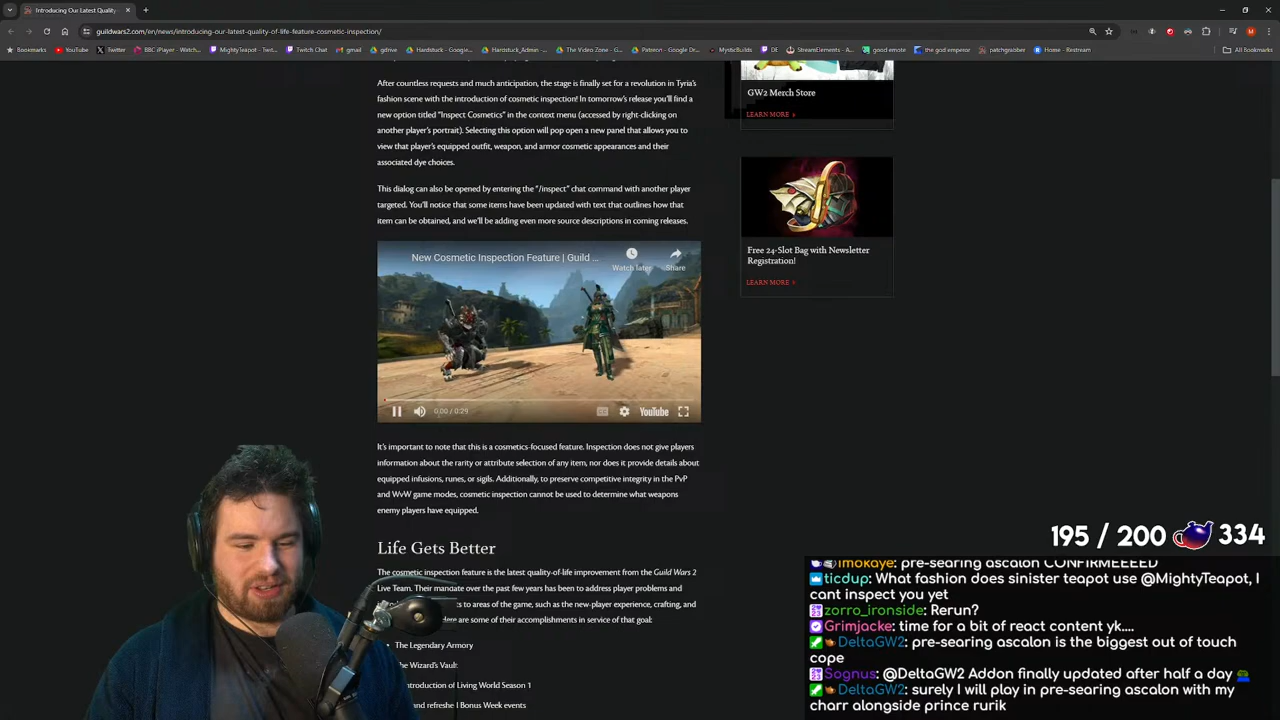 Introducing Our Latest Quality
guildwars2.com/en/news/introducing-our-latest-quality-of-life-feature-cosmetic-inspection/
Bookmarks YouTube Twitter BBC iPlayer - Watch... MightyTeapot - Twi... Twitch Chat gmail gdrive Hardstuck - Google... Hardstuck_Admin - ... The Video Zone - G... Patreon - Google Dr... MysticBuilds DE StreamElements - A... good emote the god emperor patchgraober Home - Restream All Bookmarks
After countless requests and much anticipation, the stage is finally set for a revolution in Tyria's
fashion scene with the introduction of cosmetic inspection! In tomorrow's release you'll find a
new option titled "Inspect Cosmetics" in the context menu (accessed by right-clicking on
another player's portrait). Selecting this option will pop open a new panel that allows you to
view that player's equipped outfit, weapon, and armor cosmetic appearances and their
associated dye choices.
This dialog can also be opened by entering the "/inspect" chat command with another player
targeted. You'll notice that some items have been updated with text that outlines how that
item can be obtained, and we'll be adding even more source descriptions in coming releases.
New Cosmetic Inspection Feature | Guild ...
Watch later Share
0:00 / 0:29 CC YouTube
It's important to note that this is a cosmetics-focused feature. Inspection does not give players
information about the rarity or attribute selection of any item, nor does it provide details about
equipped infusions, runes, or sigils. Additionally, to preserve competitive integrity in the PvP
and WvW game modes, cosmetic inspection cannot be used to determine what weapons
enemy players have equipped.
Life Gets Better
The cosmetic inspection feature is the latest quality-of-life improvement from the Guild Wars 2
Live Team. Their mandate over the past few years has been to address player problems and
to areas of the game, such as the new-player experience, crafting, and
are some of their accomplishments in service of that goal:
The Legendary Armory
The Wizard's Vault
Introduction of Living World Season 1
and refreshed Bonus Week events
GW2 Merch Store
LEARN MORE
Free 24-Slot Bag with Newsletter
Registration!
LEARN MORE
195 / 200 334
imokaye: pre-searing ascalon CONFIRMEEEED
ticdup: What fashion does sinister teapot use @MightyTeapot, I
cant inspect you yet
zorro_ironside: Rerun?
Grimjacke: time for a bit of react content yk....
DeltaGW2: pre-searing ascalon is the biggest out of touch
cope
Sognus: @DeltaGW2 Addon finally updated after half a day
DeltaGW2: surely I will play in pre-searing ascalon with my
charr alongside prince rurik